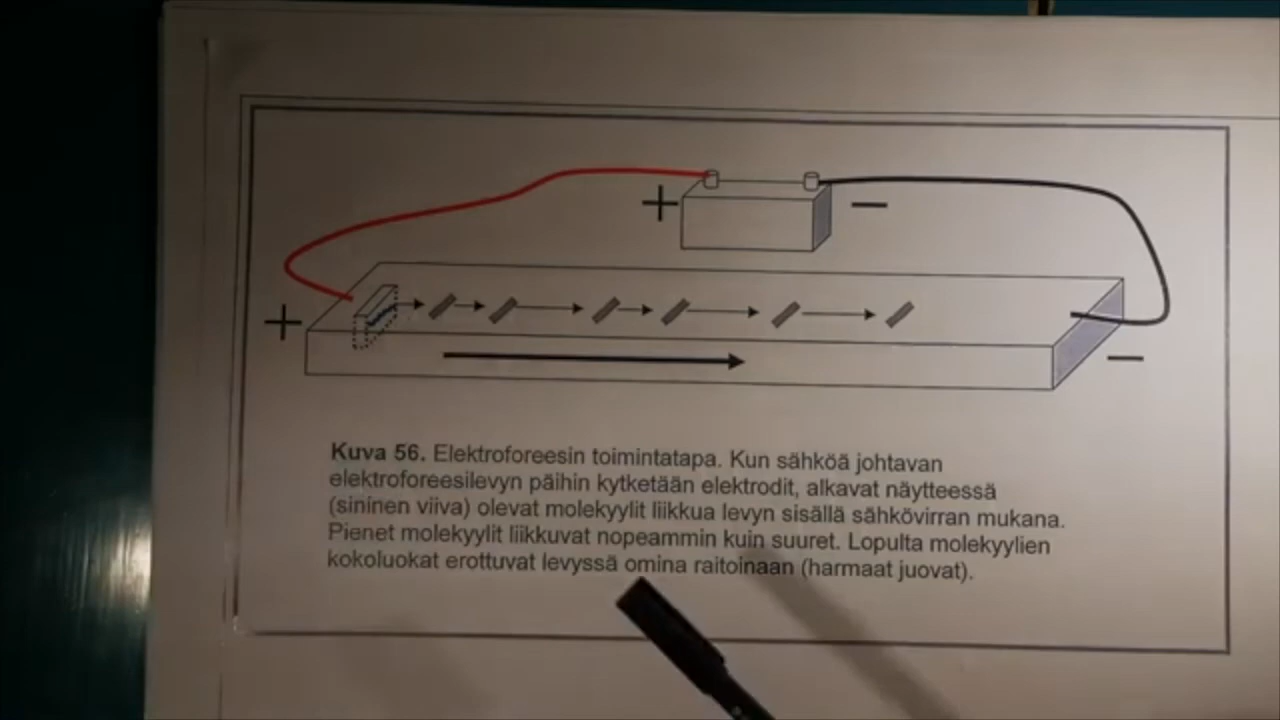 + −
+
−
Kuva 56. Elektroforeesin toimintatapa. Kun sähköä johtavan
elektroforeesilevyn päihin kytketään elektrodit, alkavat näytteessä
(sininen viiva) olevat molekyylit liikkua levyn sisällä sähkövirran mukana.
Pienet molekyylit liikkuvat nopeammin kuin suuret. Lopulta molekyylien
kokoluokat erottuvat levyssä omina raitoinaan (harmaat juovat).